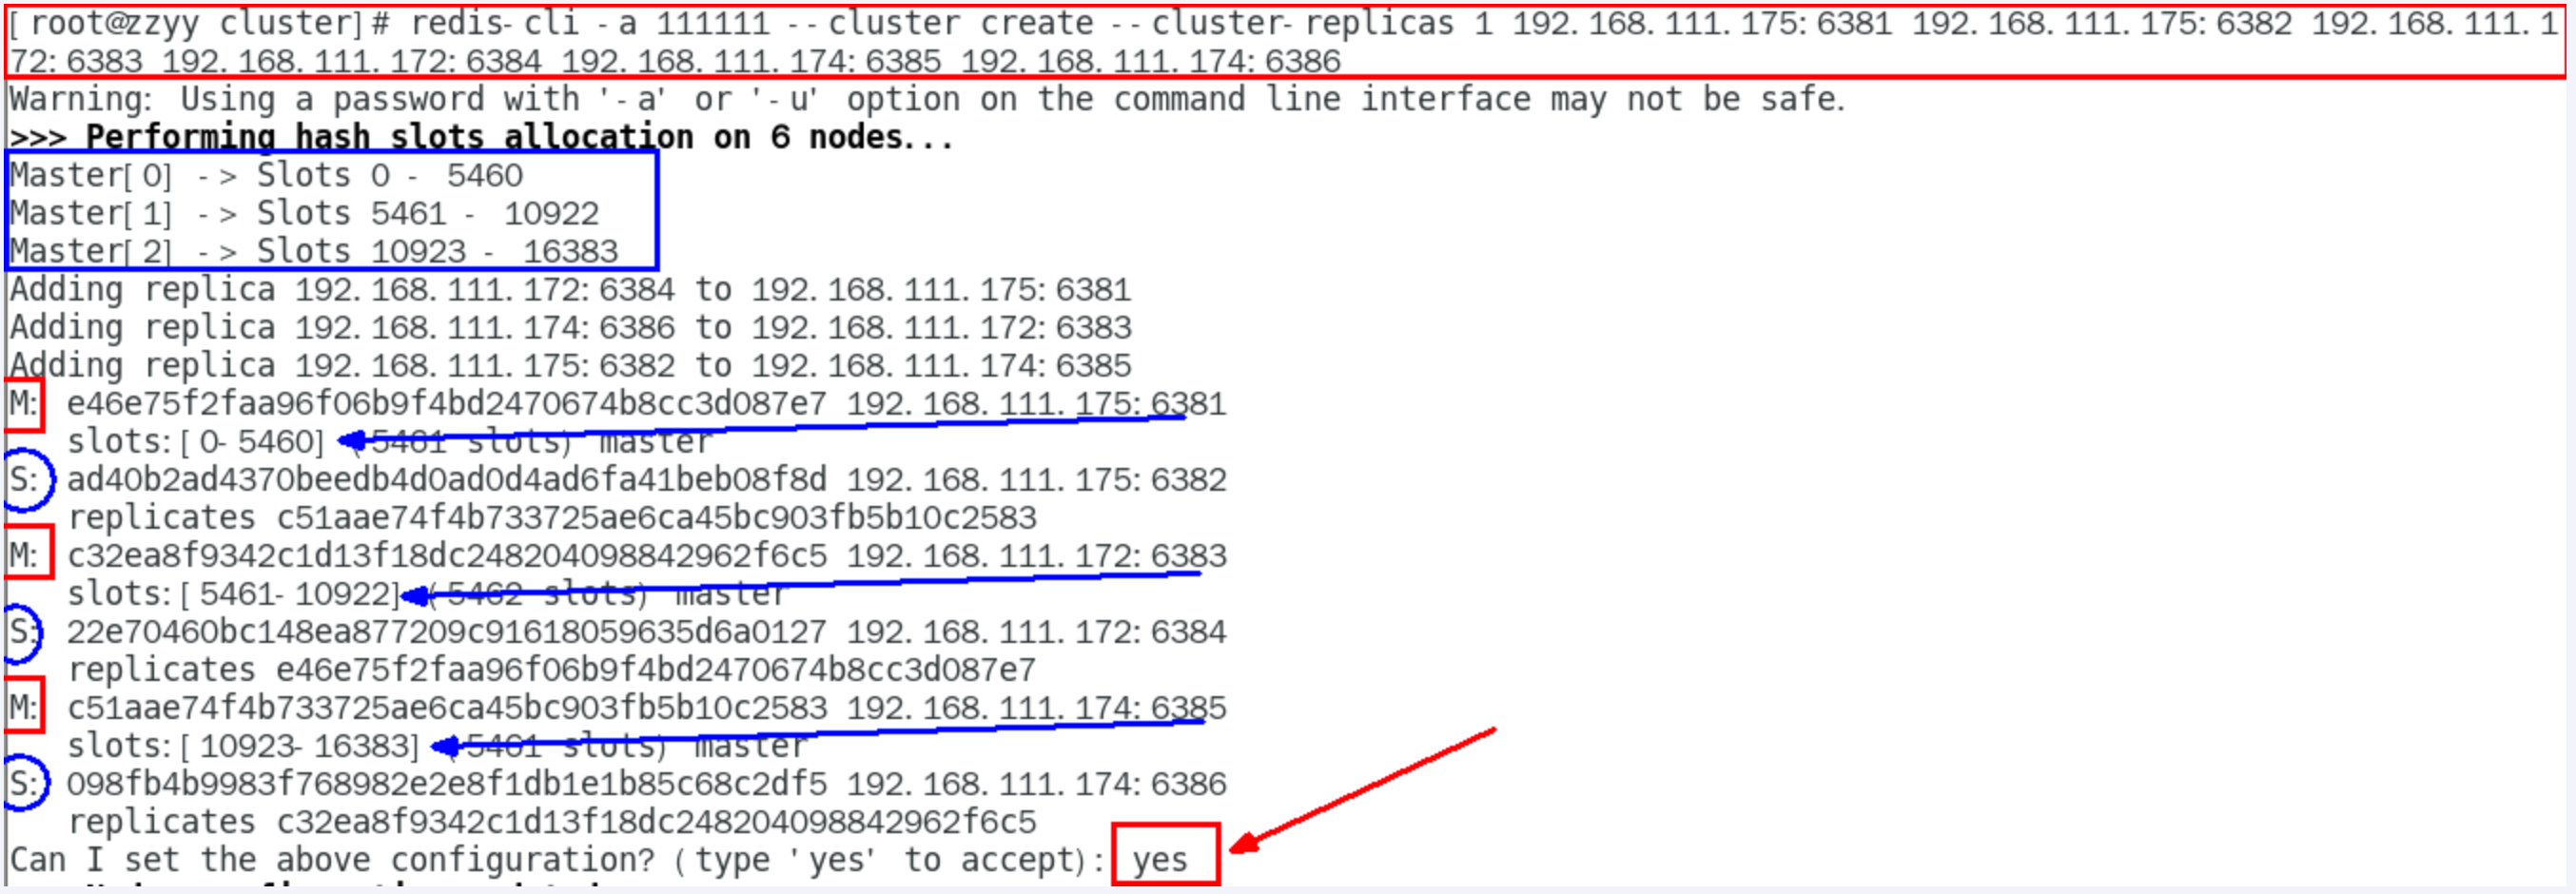 [root@zzyy cluster]# redis-cli -a 111111 --cluster create --cluster-replicas 1 192.168.111.175:6381 192.168.111.175:6382 192.168.111.1
72:6383 192.168.111.172:6384 192.168.111.174:6385 192.168.111.174:6386
Warning: Using a password with '-a' or '-u' option on the command line interface may not be safe.
>>> Performing hash slots allocation on 6 nodes...
Master[0] -> Slots 0 - 5460
Master[1] -> Slots 5461 - 10922
Master[2] -> Slots 10923 - 16383
Adding replica 192.168.111.172:6384 to 192.168.111.175:6381
Adding replica 192.168.111.174:6386 to 192.168.111.172:6383
Adding replica 192.168.111.175:6382 to 192.168.111.174:6385
M: e46e75f2faa96f06b9f4bd2470674b8cc3d087e7 192.168.111.175:6381
slots:[0-5460] (5461 slots) master
S: ad40b2ad4370beedb4d0ad0d4ad6fa41beb08f8d 192.168.111.175:6382
replicates c51aae74f4b733725ae6ca45bc903fb5b10c2583
M: c32ea8f9342c1d13f18dc248204098842962f6c5 192.168.111.172:6383
slots:[5461-10922] (5462 slots) master
S: 22e70460bc148ea877209c91618059635d6a0127 192.168.111.172:6384
replicates e46e75f2faa96f06b9f4bd2470674b8cc3d087e7
M: c51aae74f4b733725ae6ca45bc903fb5b10c2583 192.168.111.174:6385
slots:[10923-16383] (5461 slots) master
S: 098fb4b9983f768982e2e8f1db1e1b85c68c2df5 192.168.111.174:6386
replicates c32ea8f9342c1d13f18dc248204098842962f6c5
Can I set the above configuration? (type 'yes' to accept): yes